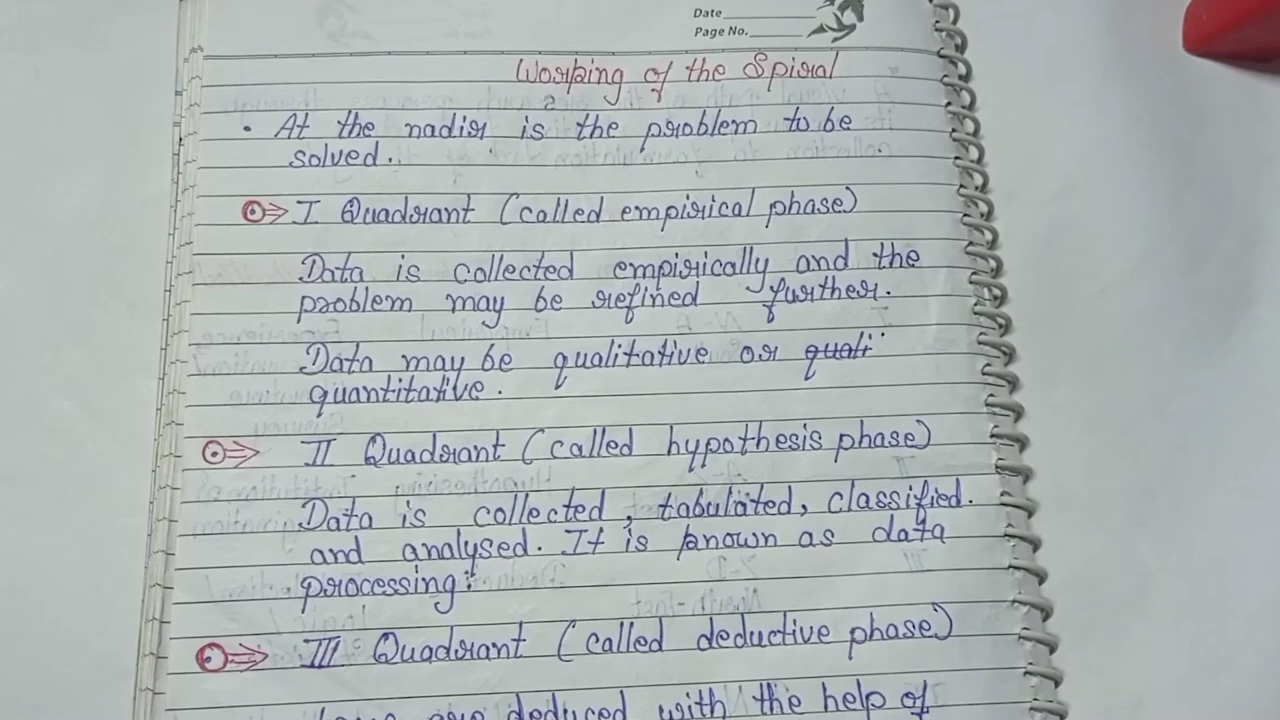 Date
Page No.
Working of the Spiral
• At the nadir is the problem to be
solved.
⊙⇒ I Quadrant (called empirical phase)
Data is collected empirically and the
problem may be refined further.
Data may be qualitative or quali
quantitative.
⊙⇒ II Quadrant (called hypothesis phase)
Data is collected, tabulated, classified.
and analysed. It is known as data
processing.
⊙⇒ III Quadrant (called deductive phase)
deduced with the help of